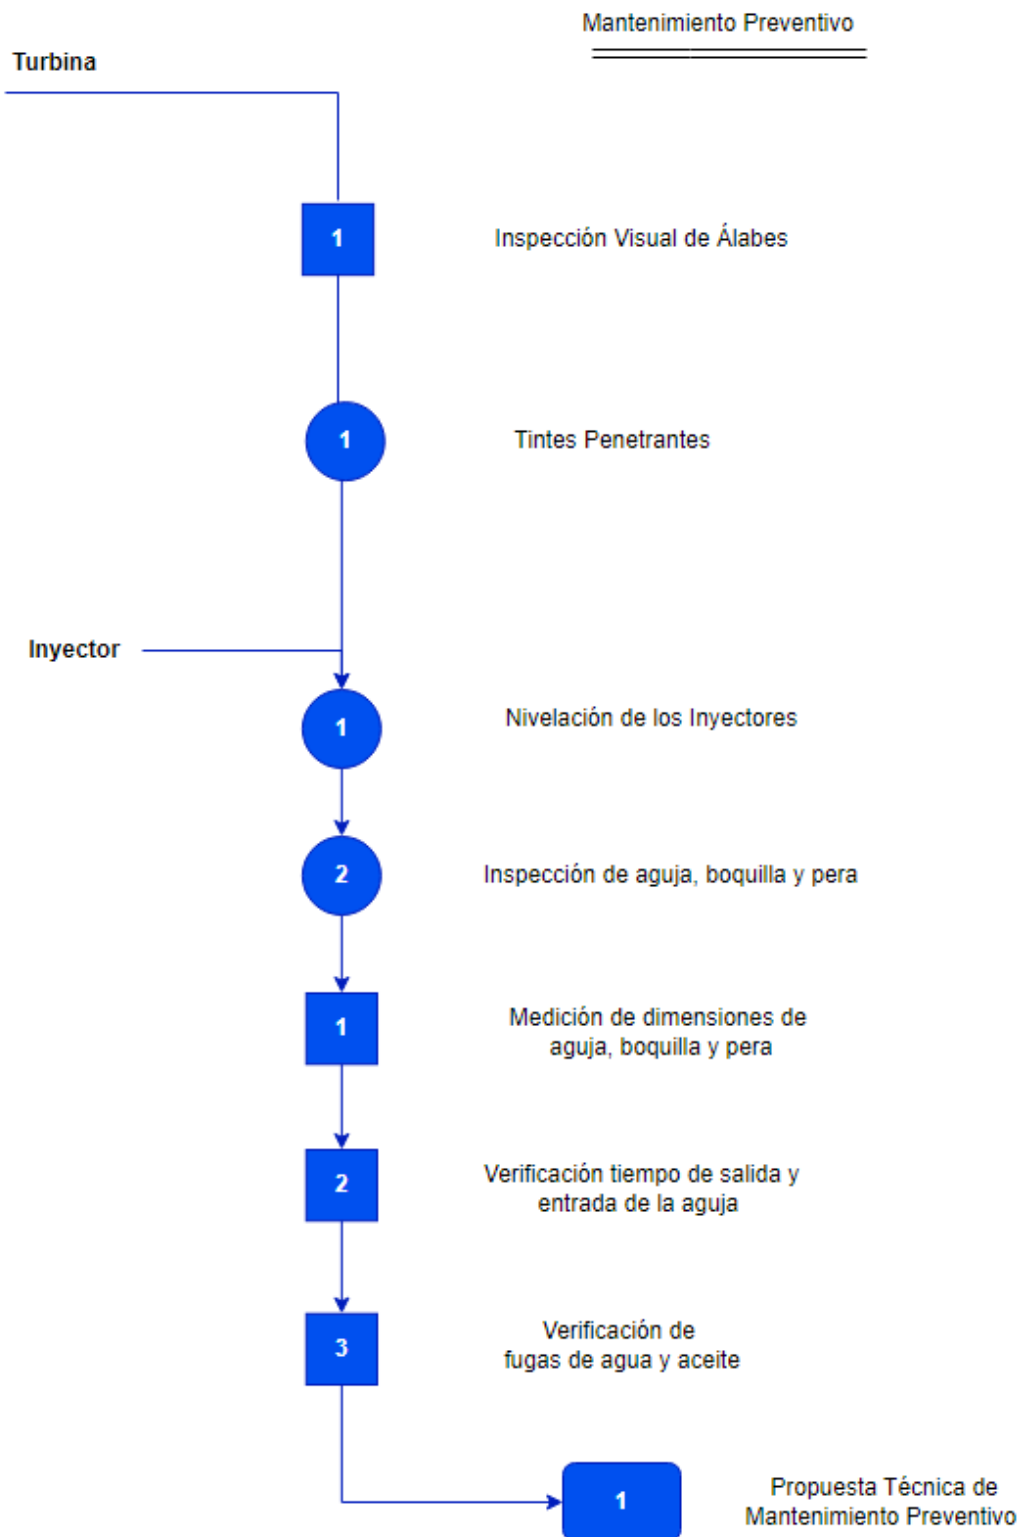 Mantenimiento Preventivo
Turbina
1
Inspección Visual de Álabes
1
Tintes Penetrantes
Inyector
1
Nivelación de los Inyectores
2
Inspección de aguja, boquilla y pera
1
Medición de dimensiones de
aguja, boquilla y pera
2
Verificación tiempo de salida y
entrada de la aguja
3
Verificación de
fugas de agua y aceite
1
Propuesta Técnica de
Mantenimiento Preventivo